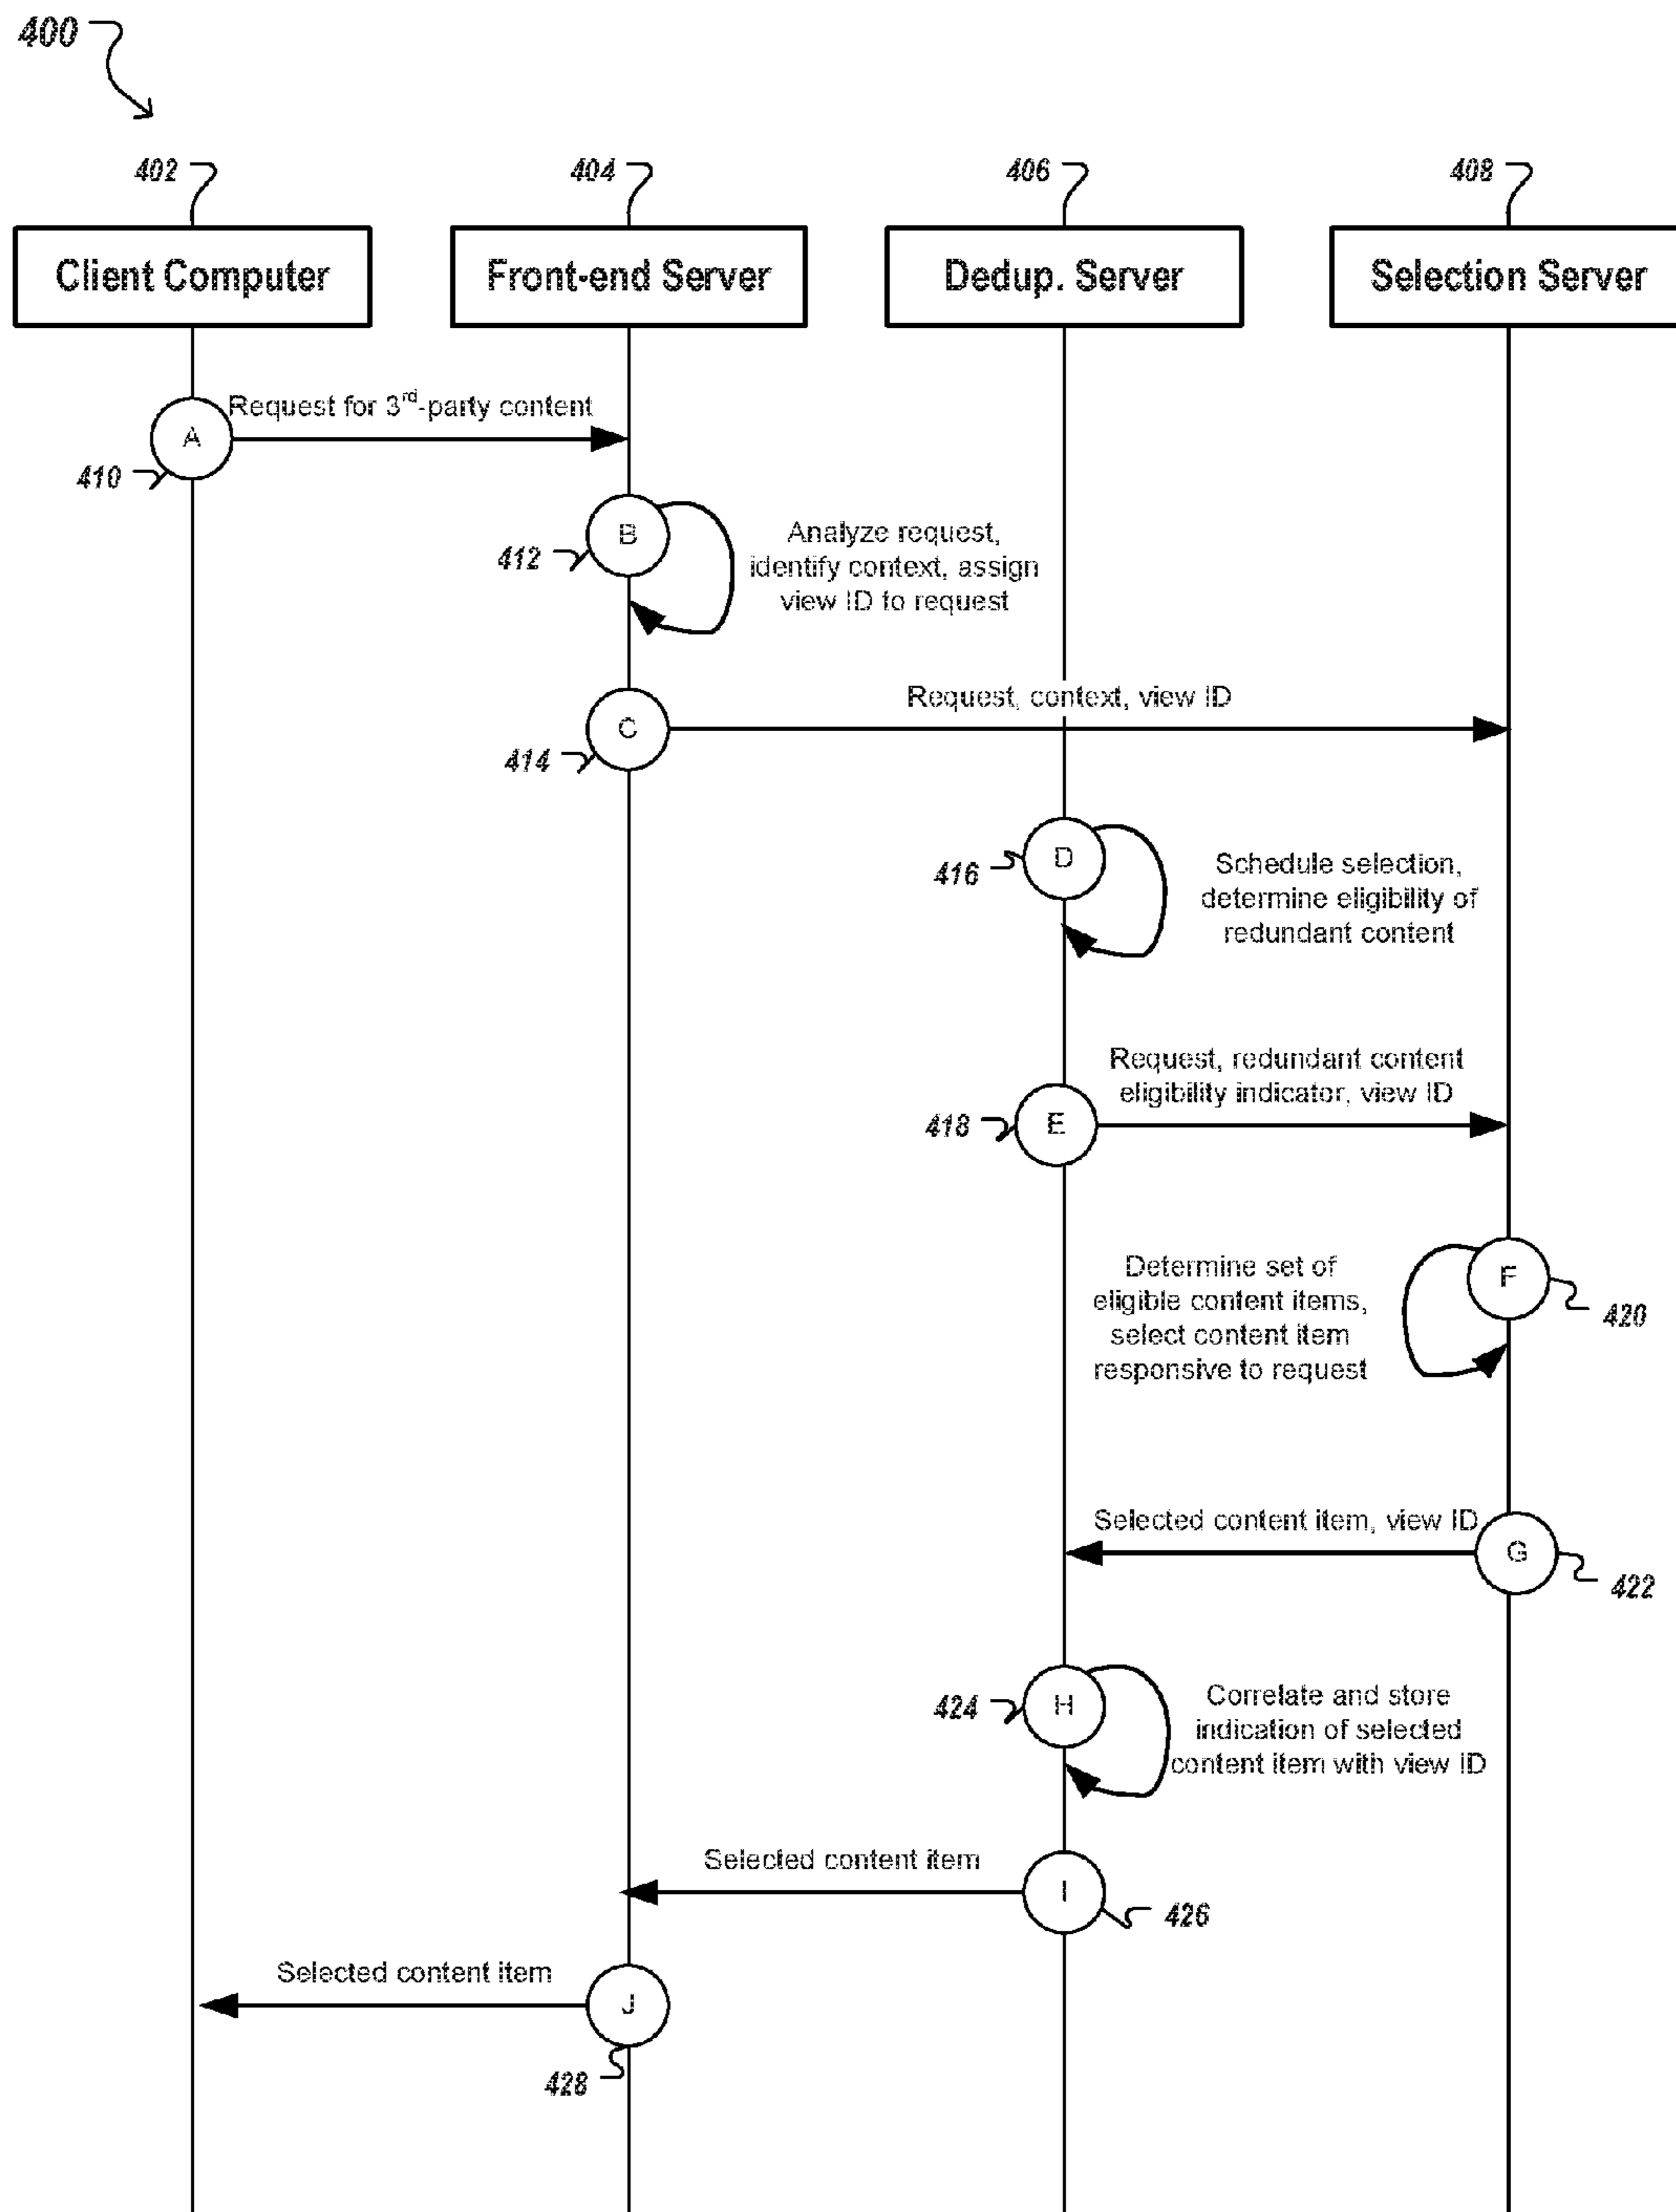 400
402
404
406
408
Client Computer
Front-end Server
Dedup. Server
Selection Server
Request for 3rd-party content
A
410
B
412
Analyze request,
identify context, assign
view ID to request
Request, context, view ID
C
414
D
416
Schedule selection,
determine eligibility of
redundant content
Request, redundant content
eligibility indicator, view ID
E
418
Determine set of
eligible content items,
select content item
responsive to request
F
420
Selected content item, view ID
G
422
H
424
Correlate and store
indication of selected
content item with view ID
Selected content item
I
426
Selected content item
J
428